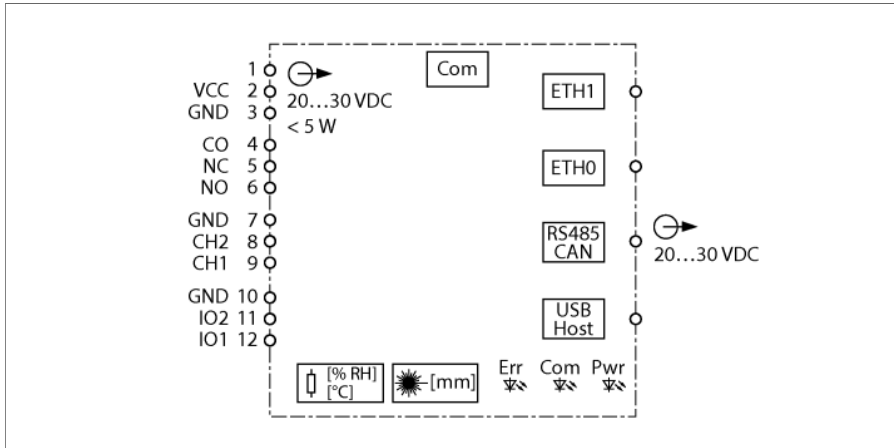 1
VCC 2
GND 3
20...30 VDC
< 5 W
CO 4
NC 5
NO 6
GND 7
CH2 8
CH1 9
GND 10
IO2 11
IO1 12
Com
ETH1
ETH0
RS485
CAN
20...30 VDC
USB
Host
[% RH]
[°C]
[mm]
Err Com Pwr